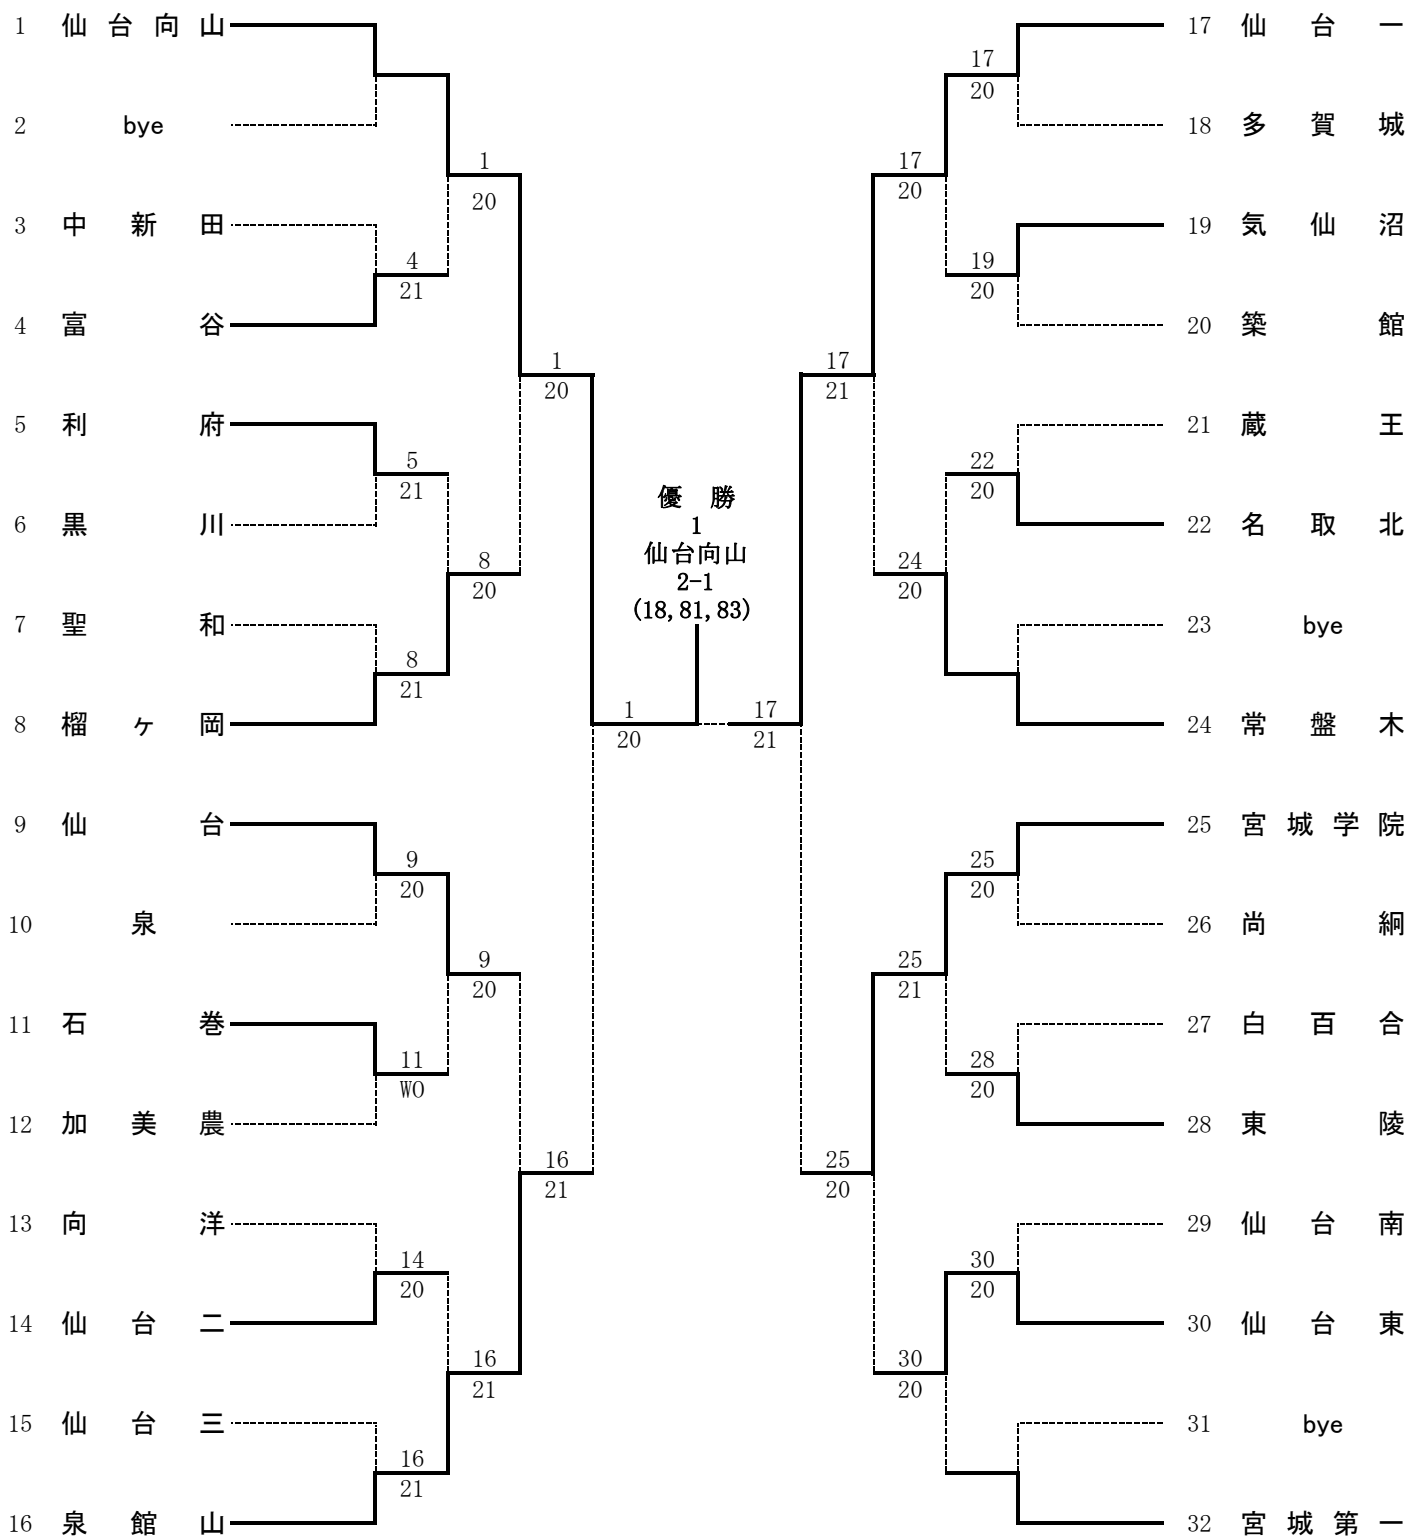 1 仙台向山
2 bye
3 中新田
4 富谷
5 利府
6 黒川
7 聖和
8 榴ヶ岡
9 仙台
10 泉
11 石巻
12 加美農
13 向洋
14 仙台二
15 仙台三
16 泉館山
4
21
5
21
8
21
9
20
11
WO
14
20
16
21
1
20
8
20
9
20
16
21
1
20
16
21
1
20
優 勝
1
仙台向山
2-1
(18,81,83)
17
21
17
21
25
20
17
20
24
20
25
21
30
20
17
20
19
20
22
20
25
20
28
20
30
20
17 仙台一
18 多賀城
19 気仙沼
20 築館
21 蔵王
22 名取北
23 bye
24 常盤木
25 宮城学院
26 尚絅
27 白百合
28 東陵
29 仙台南
30 仙台東
31 bye
32 宮城第一